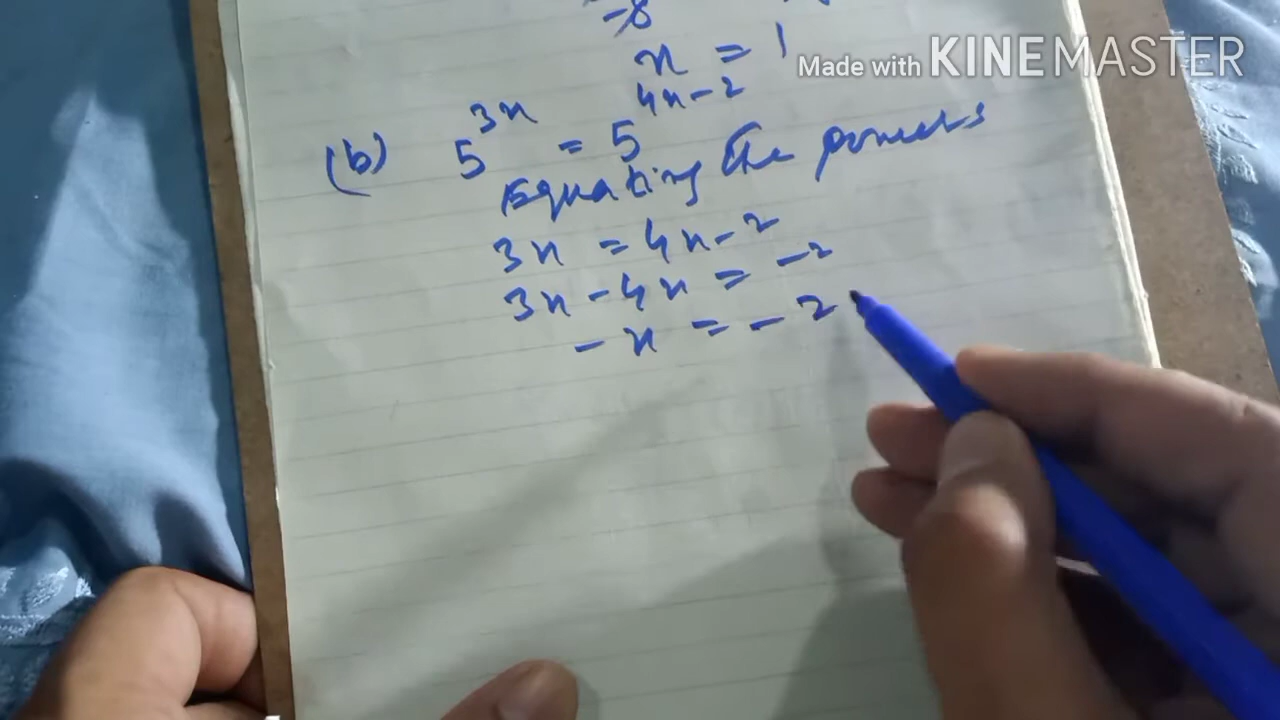 -8
x = 1
Made with KINEMASTER
(b) 5^3x = 5^4x-2
Equating the powers
3x = 4x-2
3x - 4x = -2
- x = - 2